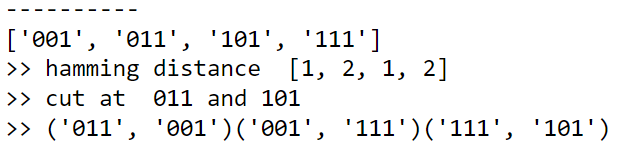 ----------
['001', '011', '101', '111']
>> hamming distance  [1, 2, 1, 2]
>> cut at  011 and 101
>> ('011', '001')('001', '111')('111', '101')